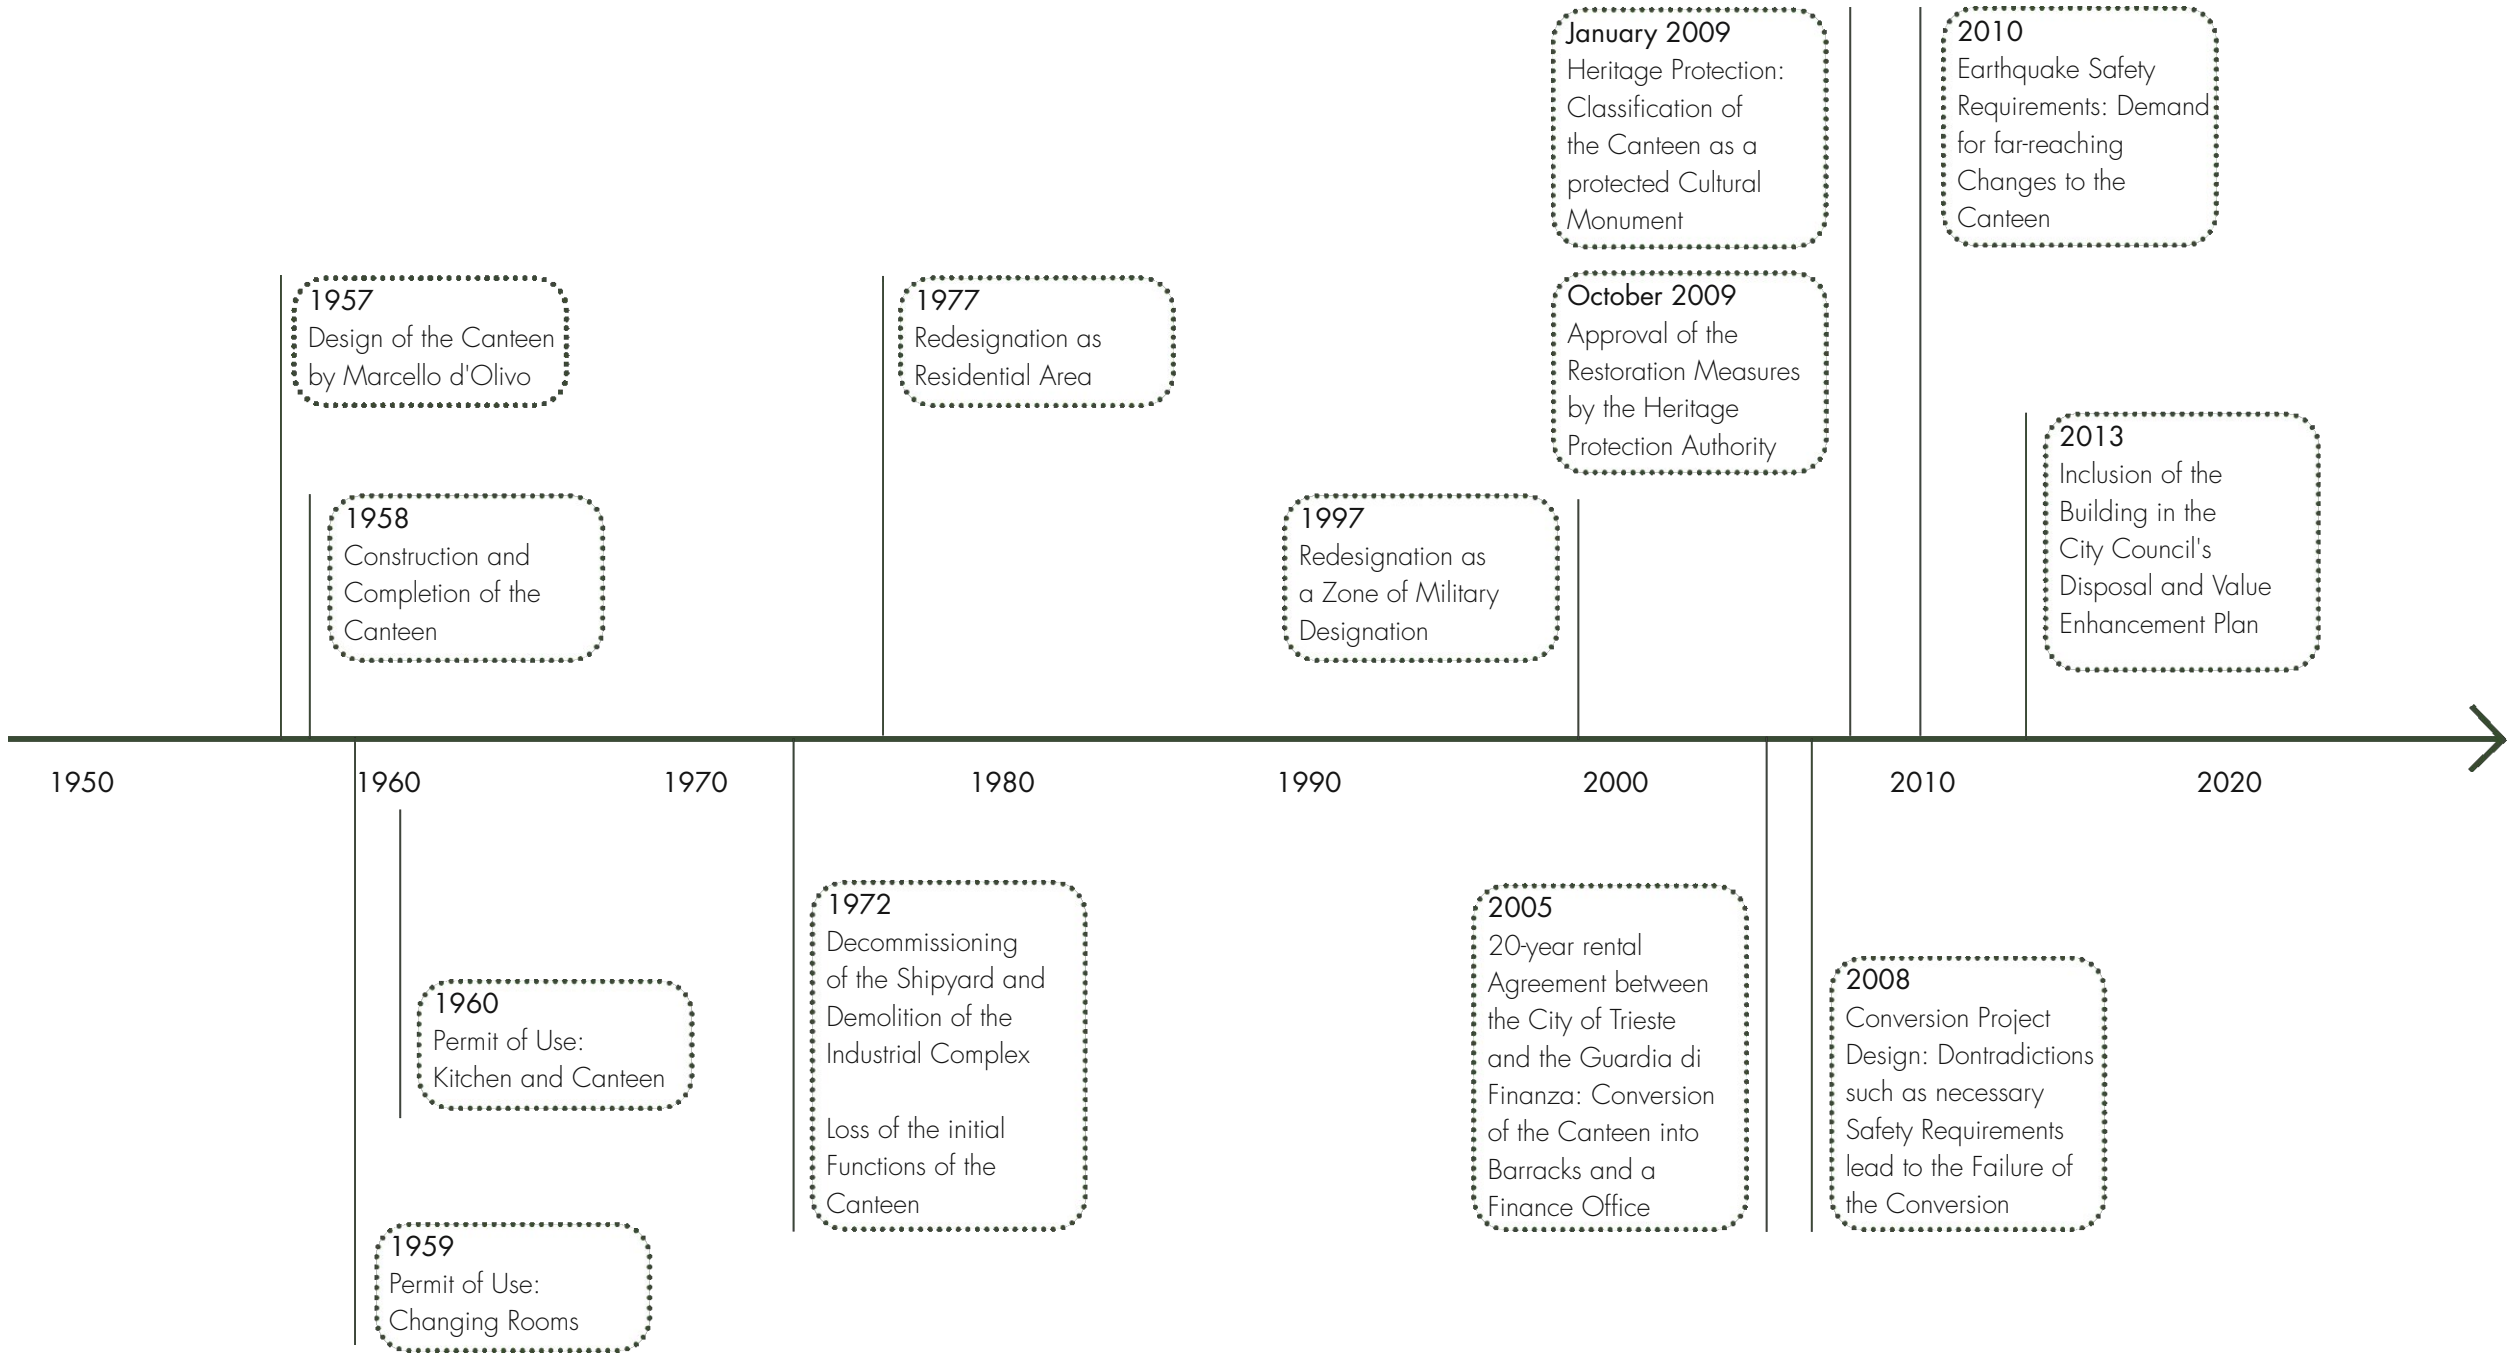 January 2009
Heritage Protection:
Classification of
the Canteen as a
protected Cultural
Monument
2010
Earthquake Safety
Requirements: Demand
for far-reaching
Changes to the
Canteen
1957
Design of the Canteen
by Marcello d'Olivo
1977
Redesignation as
Residential Area
October 2009
Approval of the
Restoration Measures
by the Heritage
Protection Authority
2013
Inclusion of the
Building in the
City Council's
Disposal and Value
Enhancement Plan
1958
Construction and
Completion of the
Canteen
1997
Redesignation as
a Zone of Military
Designation
1950 1960 1970 1980 1990 2000 2010 2020
1960
Permit of Use:
Kitchen and Canteen
1959
Permit of Use:
Changing Rooms
1972
Decommissioning
of the Shipyard and
Demolition of the
Industrial Complex
Loss of the initial
Functions of the
Canteen
2005
20-year rental
Agreement between
the City of Trieste
and the Guardia di
Finanza: Conversion
of the Canteen into
Barracks and a
Finance Office
2008
Conversion Project
Design: Dontradictions
such as necessary
Safety Requirements
lead to the Failure of
the Conversion